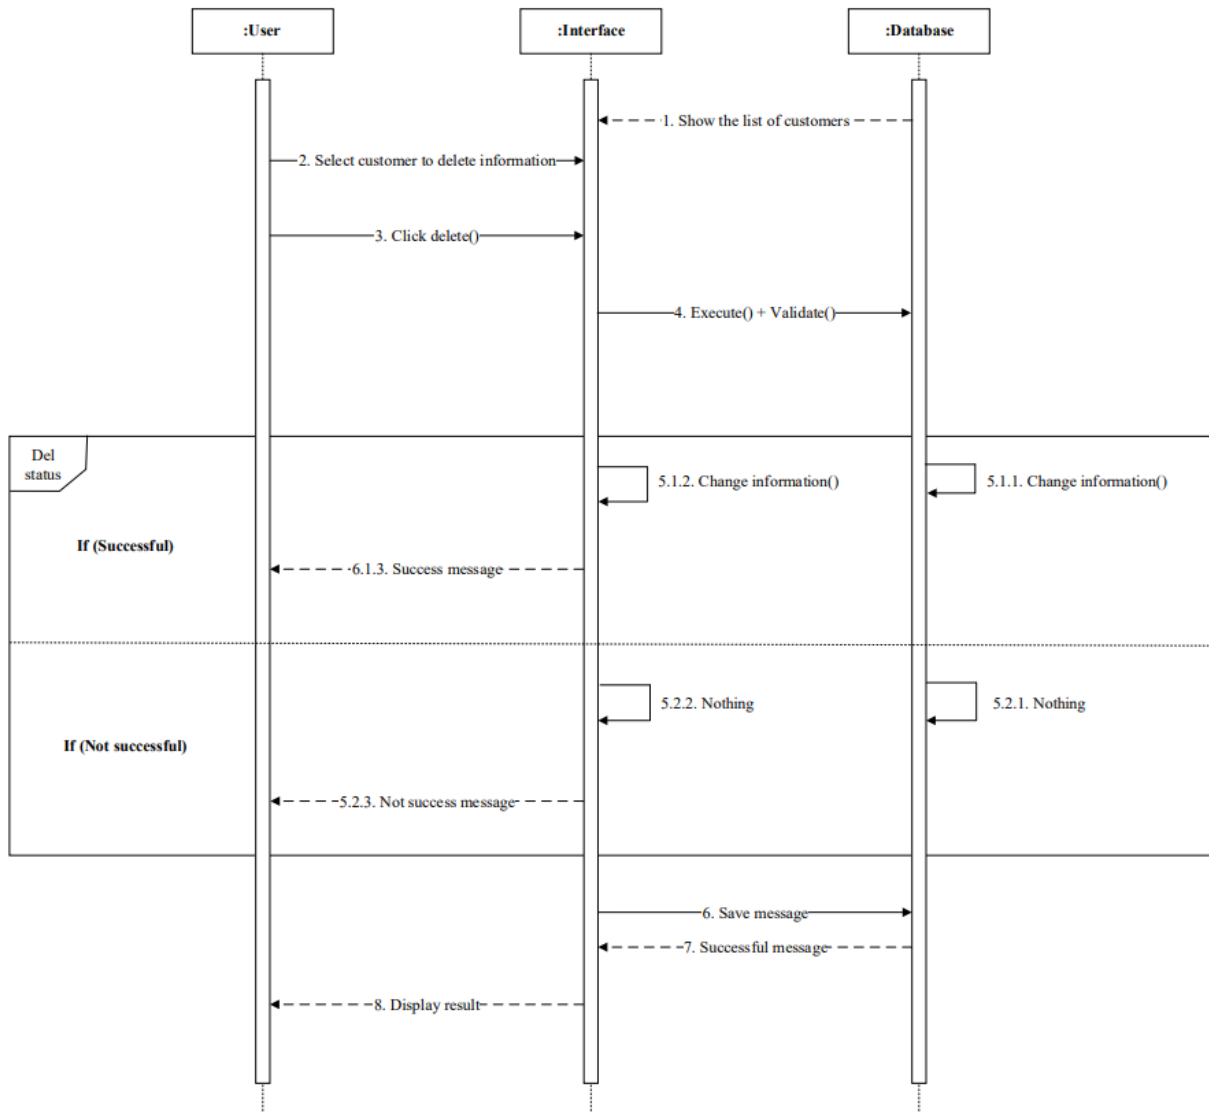 :User
:Interface
:Database
1. Show the list of customers
2. Select customer to delete information
3. Click delete()
4. Execute() + Validate()
Del
status
5.1.2. Change information()
5.1.1. Change information()
If (Successful)
6.1.3. Success message
5.2.2. Nothing
5.2.1. Nothing
If (Not successful)
5.2.3. Not success message
6. Save message
7. Successful message
8. Display result